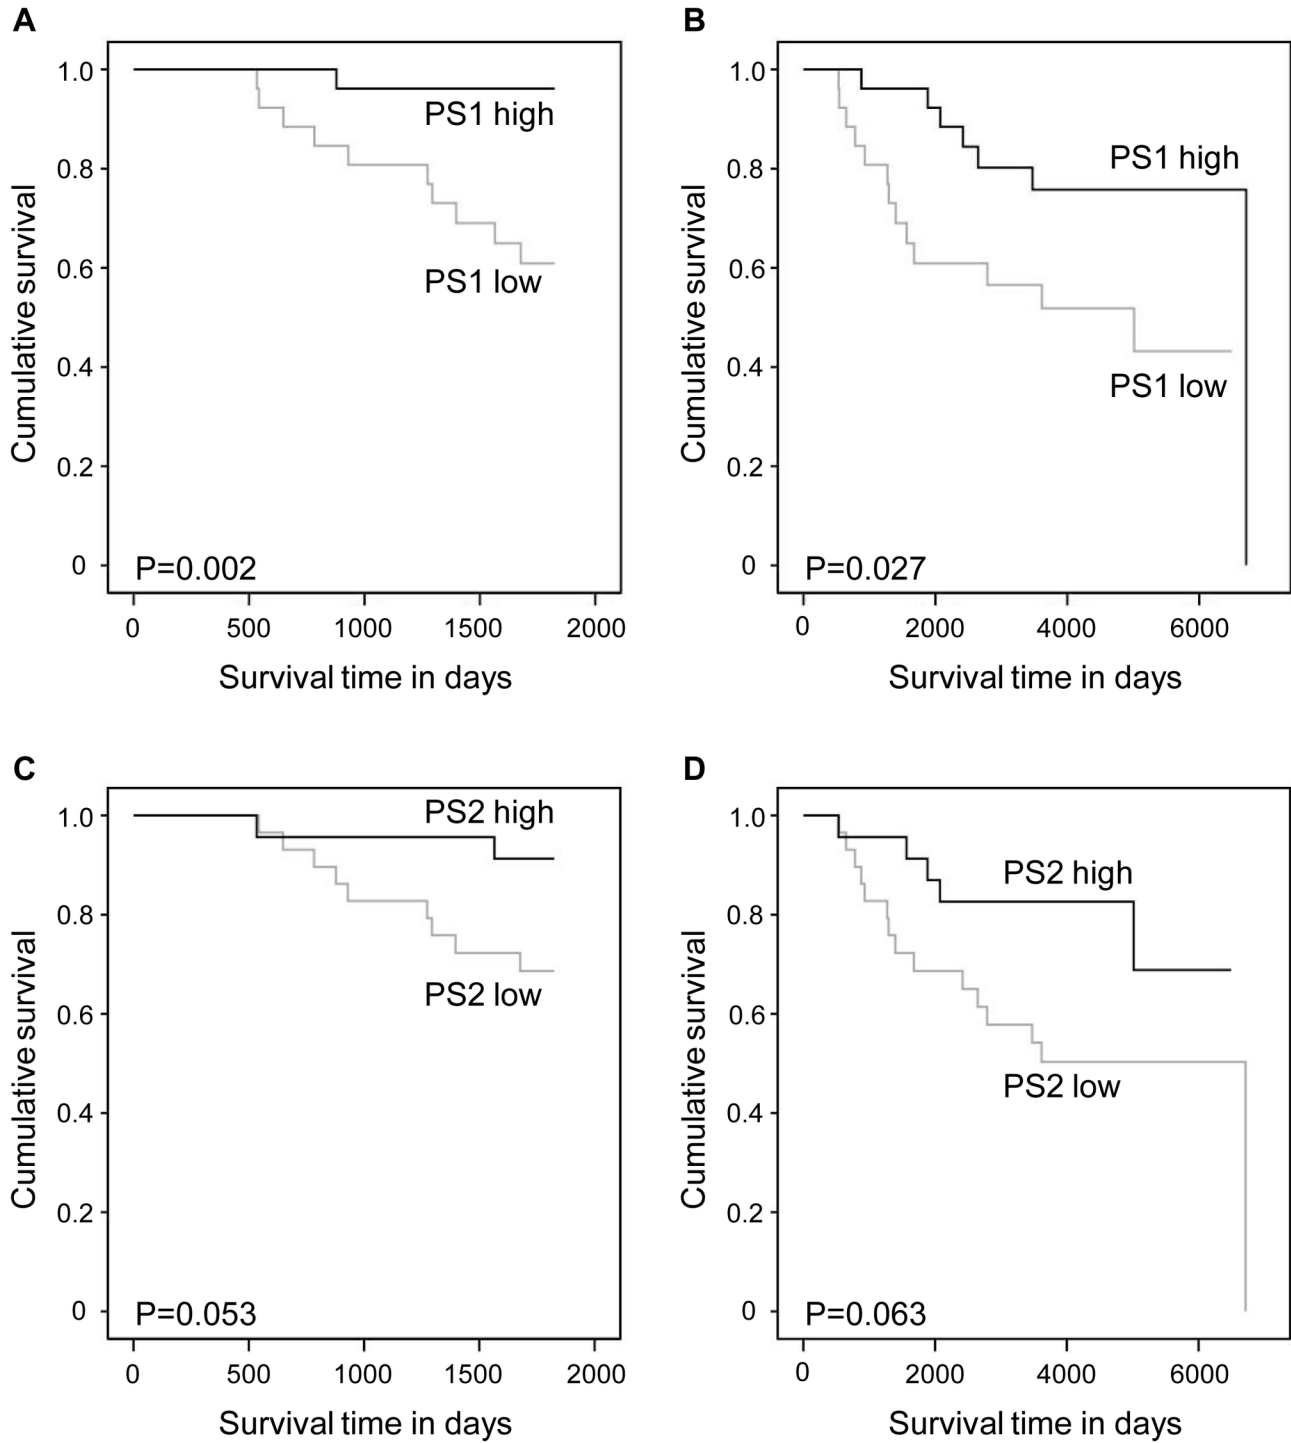 A
Cumulative survival
1.0
0.8
0.6
0.4
0.2
0
PS1 high
PS1 low
P=0.002
0 500 1000 1500 2000
Survival time in days
B
Cumulative survival
1.0
0.8
0.6
0.4
0.2
0
PS1 high
PS1 low
P=0.027
0 2000 4000 6000
Survival time in days
C
Cumulative survival
1.0
0.8
0.6
0.4
0.2
0
PS2 high
PS2 low
P=0.053
0 500 1000 1500 2000
Survival time in days
D
Cumulative survival
1.0
0.8
0.6
0.4
0.2
0
PS2 high
PS2 low
P=0.063
0 2000 4000 6000
Survival time in days